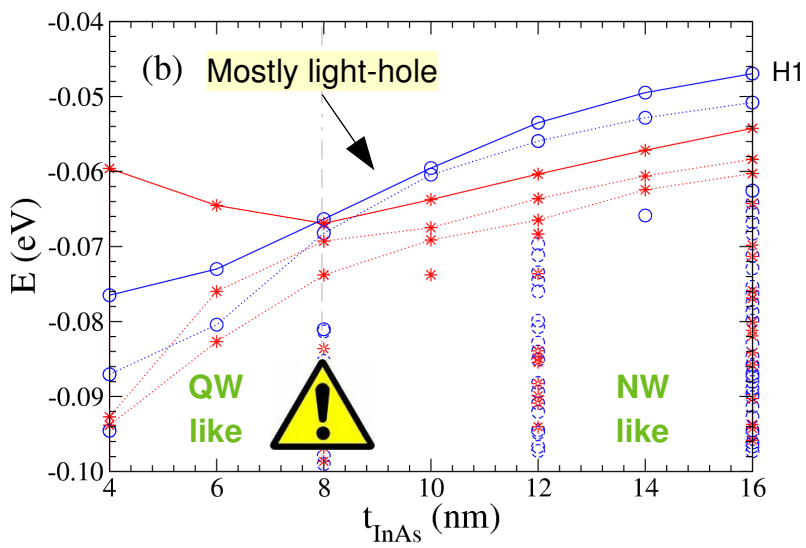 -0.04
(b)
Mostly light-hole
H1
-0.05
-0.06
-0.07
-0.08
-0.09
-0.10
E (eV)
QW
like
!
NW
like
4
6
8
10
12
14
16
t_InAs (nm)